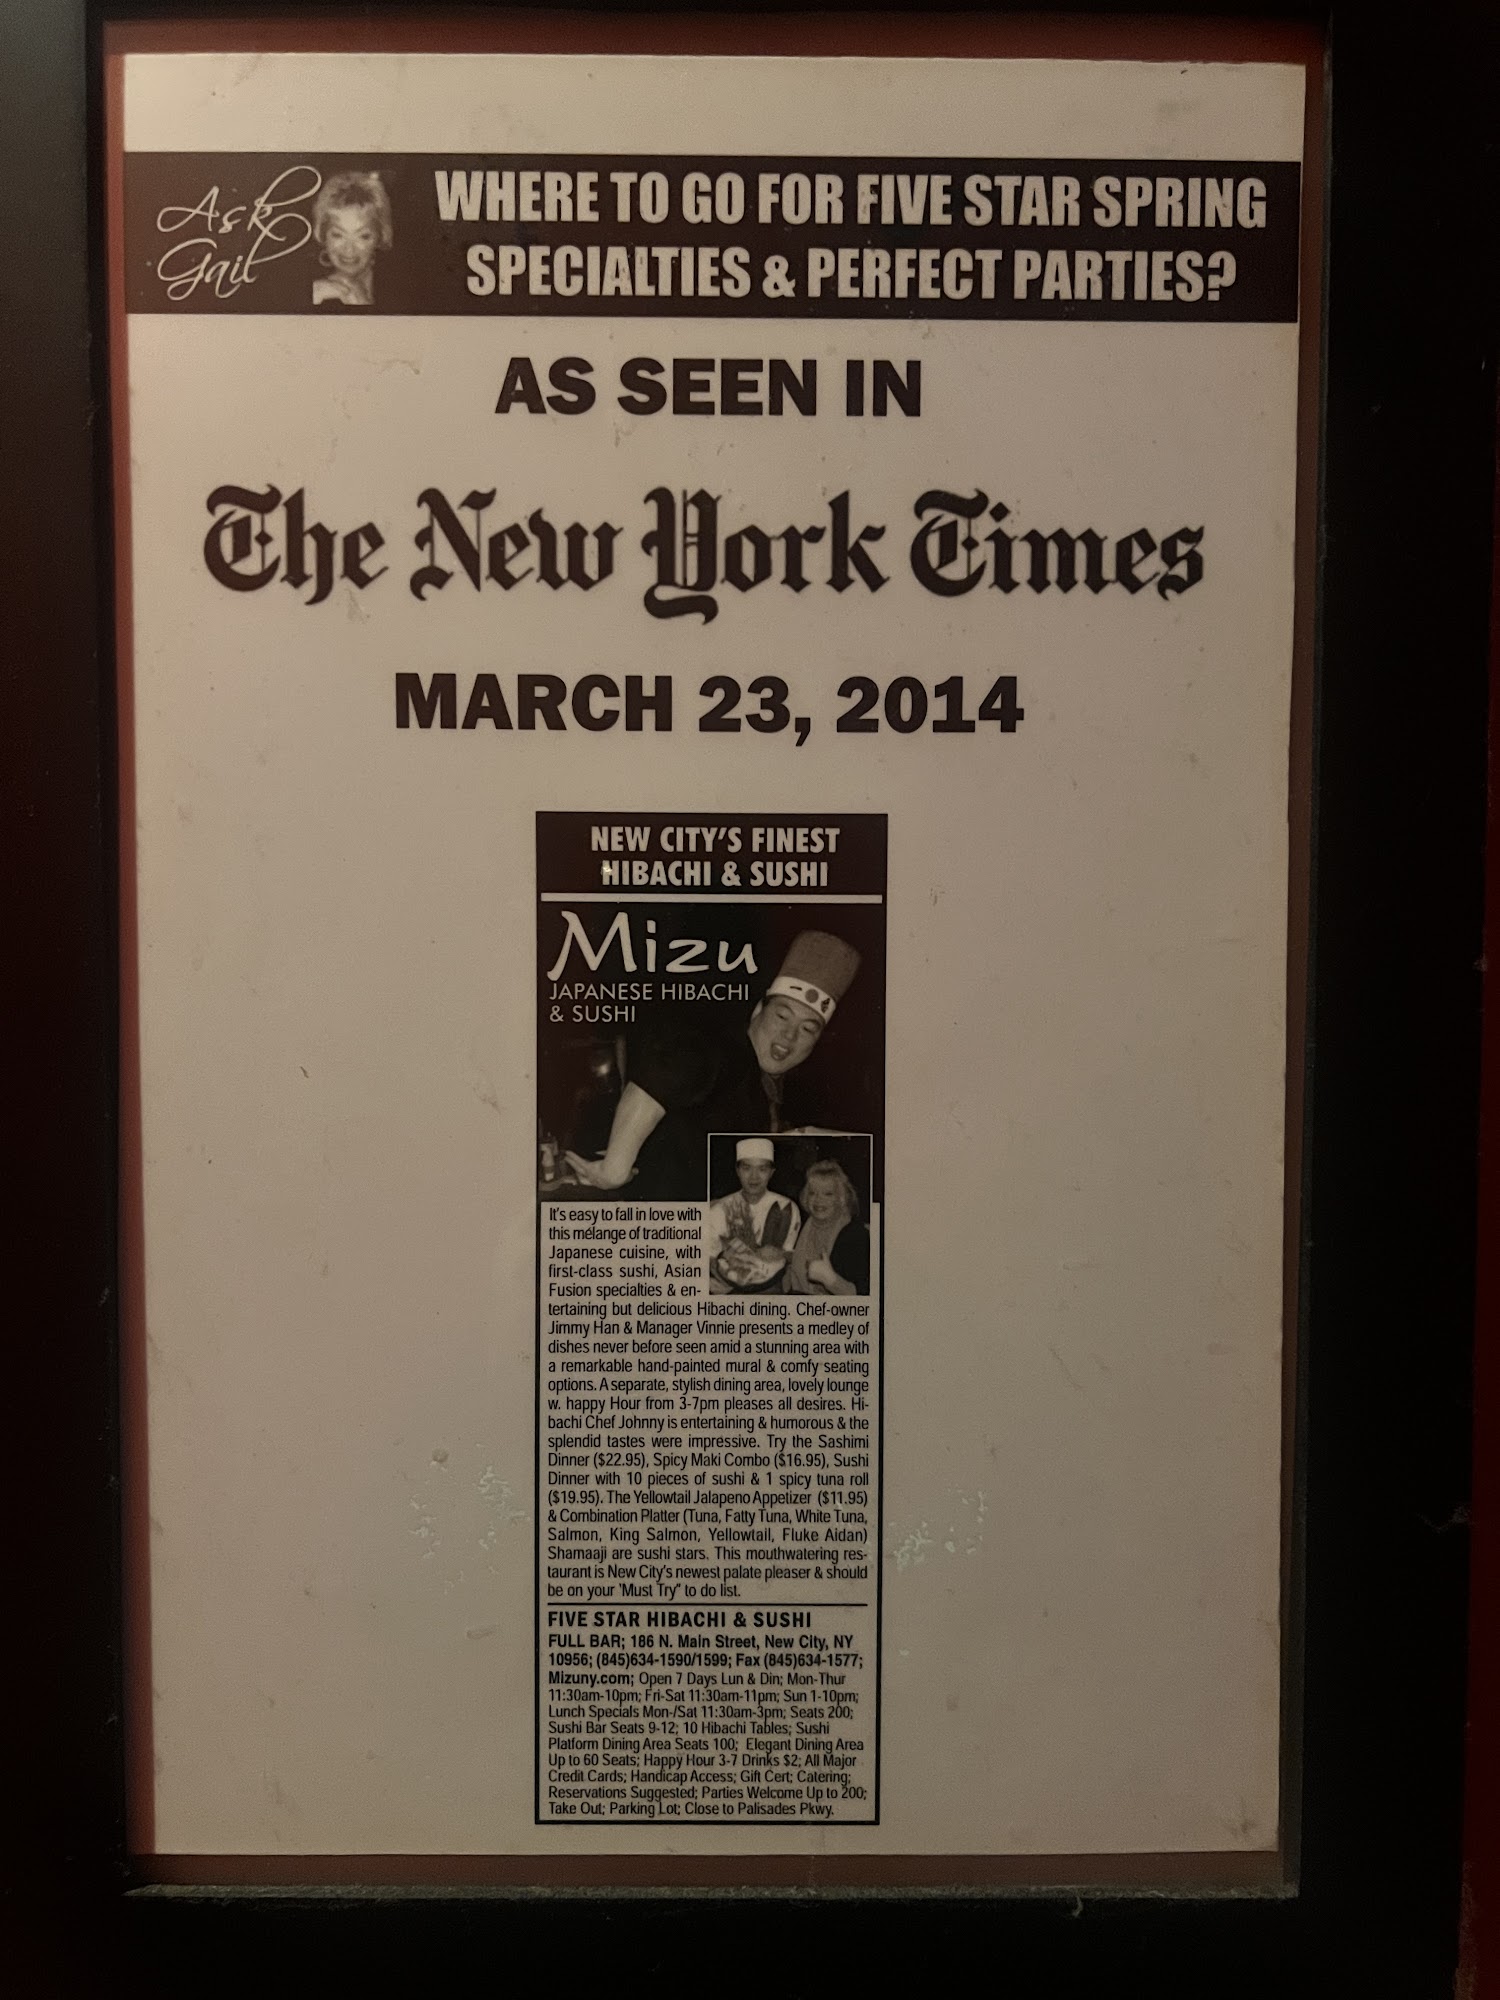 Ask
Gail
WHERE TO GO FOR FIVE STAR SPRING
SPECIALTIES & PERFECT PARTIES?
AS SEEN IN
The New York Times
MARCH 23, 2014
NEW CITY'S FINEST
HIBACHI & SUSHI
Mizu
JAPANESE HIBACHI
& SUSHI
It's easy to fall in love with
this mélange of traditional
Japanese cuisine, with
first-class sushi, Asian
Fusion specialties & en-
tertaining but delicious Hibachi dining. Chef-owner
Jimmy Han & Manager Vinnie presents a medley of
dishes never before seen amid a stunning area with
a remarkable hand-painted mural & comfy seating
options. A separate, stylish dining area, lovely lounge
w. happy Hour from 3-7pm pleases all desires. Hi-
bachi Chef Johnny is entertaining & humorous & the
splendid tastes were impressive. Try the Sashimi
Dinner ($22.95), Spicy Maki Combo ($16.95), Sushi
Dinner with 10 pieces of sushi & 1 spicy tuna roll
($19.95). The Yellowtail Jalapeno Appetizer ($11.95)
& Combination Platter (Tuna, Fatty Tuna, White Tuna,
Salmon, King Salmon, Yellowtail, Fluke Aidan)
Shamaaji are sushi stars. This mouthwatering res-
taurant is New City's newest palate pleaser & should
be on your 'Must Try" to do list.
FIVE STAR HIBACHI & SUSHI
FULL BAR; 186 N. Main Street, New City, NY
10956; (845)634-1590/1599; Fax (845)634-1577;
Mizuny.com; Open 7 Days Lun & Din; Mon-Thur
11:30am-10pm; Fri-Sat 11:30am-11pm; Sun 1-10pm;
Lunch Specials Mon-/Sat 11:30am-3pm; Seats 200;
Sushi Bar Seats 9-12; 10 Hibachi Tables; Sushi
Platform Dining Area Seats 100; Elegant Dining Area
Up to 60 Seats; Happy Hour 3-7 Drinks $2; All Major
Credit Cards; Handicap Access; Gift Cert; Catering;
Reservations Suggested; Parties Welcome Up to 200;
Take Out; Parking Lot; Close to Palisades Pkwy.